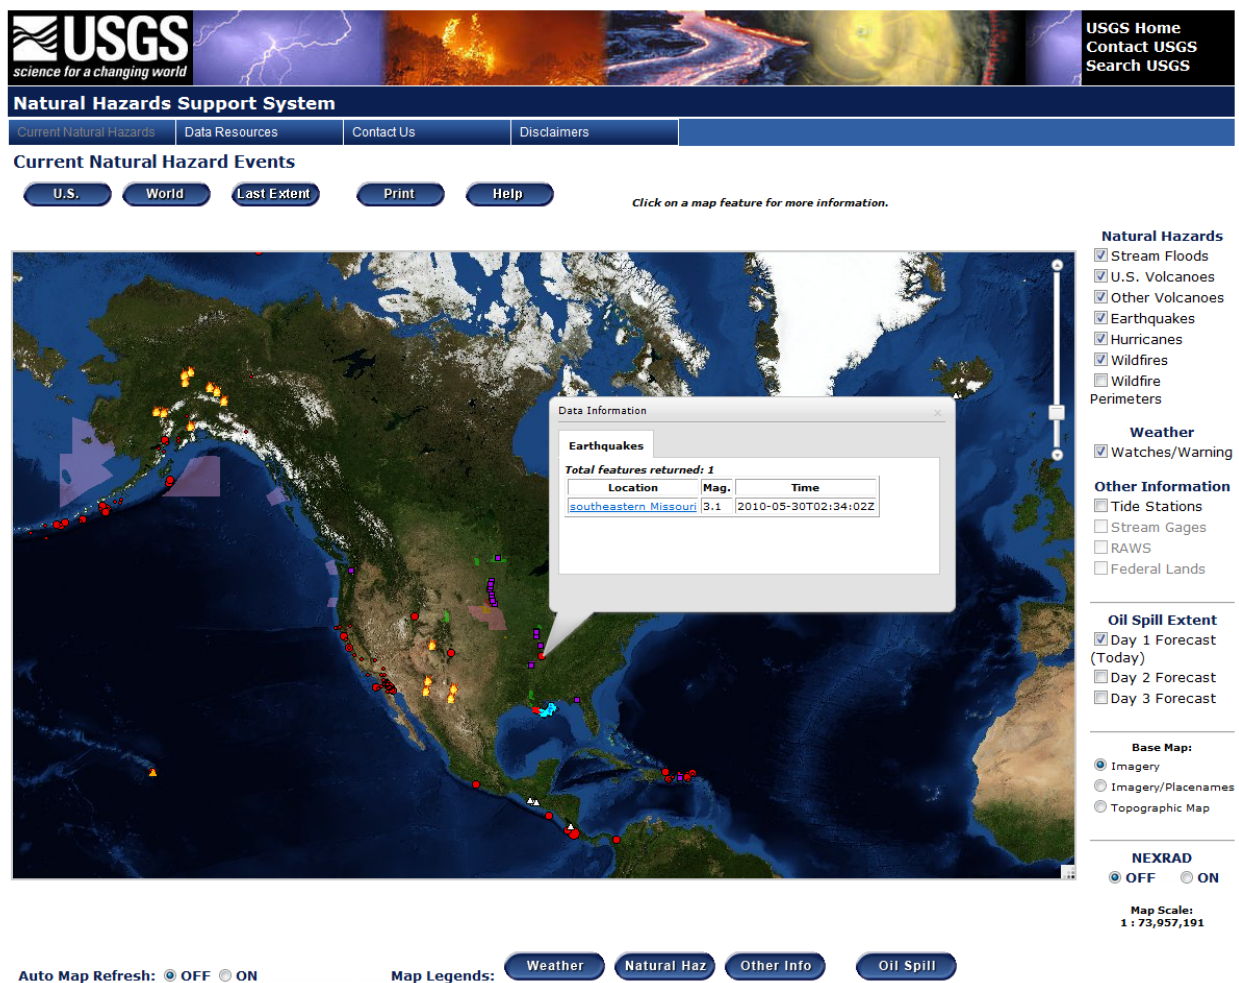 USGS
science for a changing world
USGS Home
Contact USGS
Search USGS
Natural Hazards Support System
Current Natural Hazards
Data Resources
Contact Us
Disclaimers
Current Natural Hazard Events
U.S.
World
Last Extent
Print
Help
Click on a map feature for more information.
Data Information
×
Earthquakes
Total features returned: 1
Location Mag. Time
southeastern Missouri 3.1 2010-05-30T02:34:02Z
Natural Hazards
Stream Floods
U.S. Volcanoes
Other Volcanoes
Earthquakes
Hurricanes
Wildfires
Wildfire
Perimeters
Weather
Watches/Warning
Other Information
Tide Stations
Stream Gages
RAWS
Federal Lands
Oil Spill Extent
Day 1 Forecast
(Today)
Day 2 Forecast
Day 3 Forecast
Base Map:
Imagery
Imagery/Placenames
Topographic Map
NEXRAD
OFF ON
Map Scale:
1 : 73,957,191
Auto Map Refresh: OFF ON
Map Legends:
Weather
Natural Haz
Other Info
Oil Spill